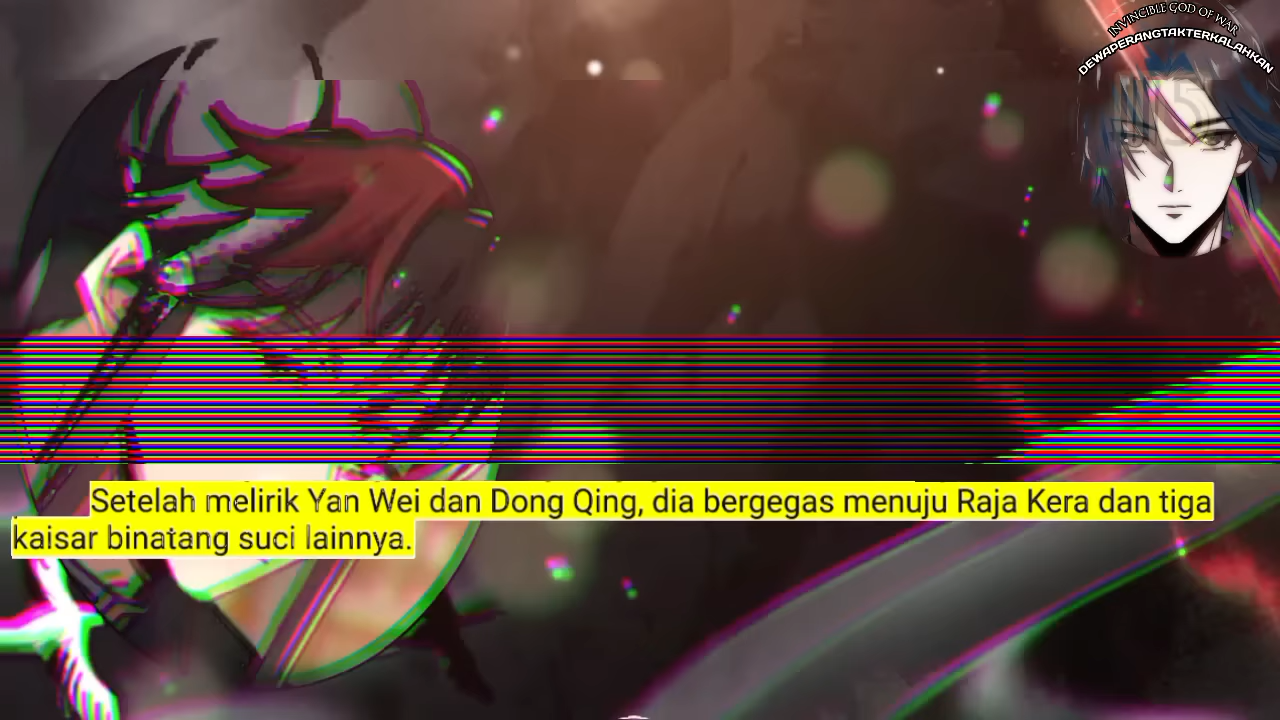 INVINCIBLE GOD OF WAR
DEWAPERANGTAKTERKALAHKAN
Setelah melirik Yan Wei dan Dong Qing, dia bergegas menuju Raja Kera dan tiga
kaisar binatang suci lainnya.